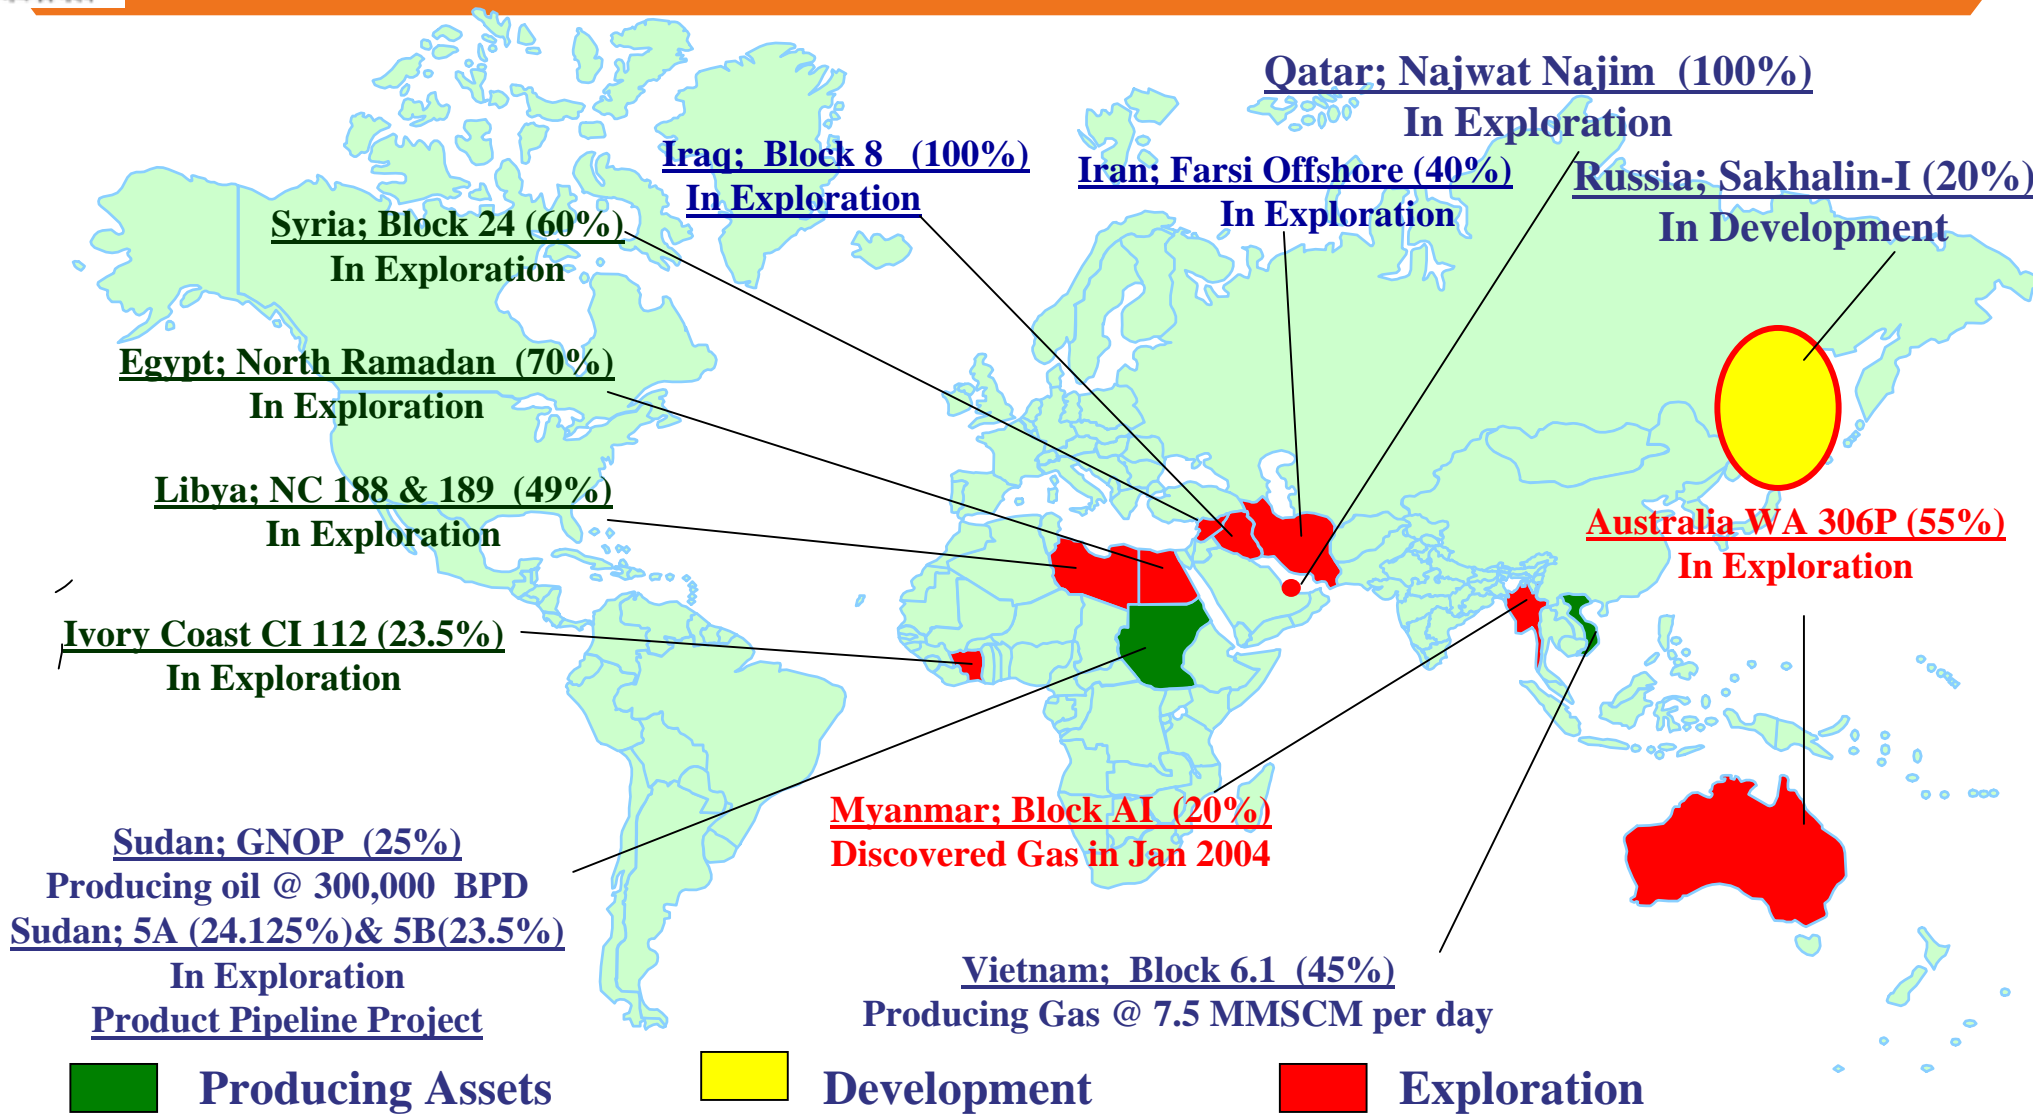 Qatar; Najwat Najim (100%)
In Exploration
Iraq; Block 8 (100%)
In Exploration
Iran; Farsi Offshore (40%)
In Exploration
Russia; Sakhalin-I (20%)
In Development
Syria; Block 24 (60%)
In Exploration
Egypt; North Ramadan (70%)
In Exploration
Libya; NC 188 & 189 (49%)
In Exploration
Australia WA 306P (55%)
In Exploration
Ivory Coast CI 112 (23.5%)
In Exploration
Myanmar; Block AI (20%)
Discovered Gas in Jan 2004
Sudan; GNOP (25%)
Producing oil @ 300,000 BPD
Sudan; 5A (24.125%)& 5B(23.5%)
In Exploration
Product Pipeline Project
Vietnam; Block 6.1 (45%)
Producing Gas @ 7.5 MMSCM per day
Producing Assets
Development
Exploration